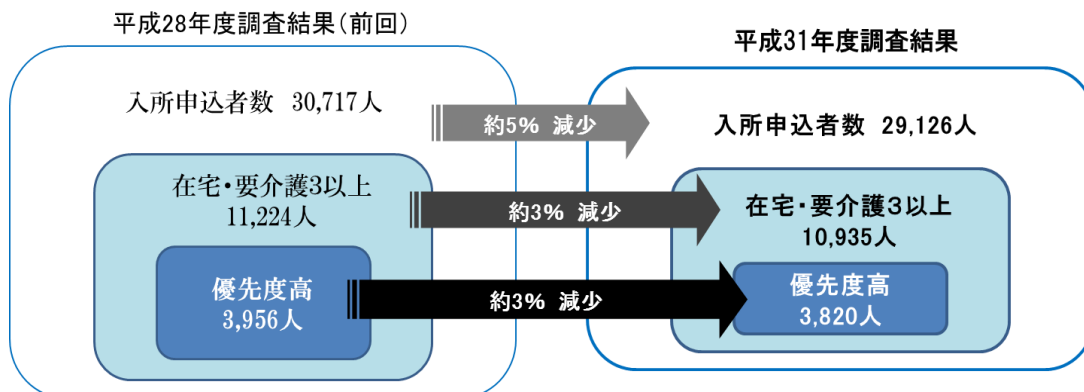 平成28年度調査結果（前回）
入所申込者数 30,717人
在宅・要介護3以上
11,224人
優先度高
3,956人
約5% 減少
約3% 減少
約3% 減少
平成31年度調査結果
入所申込者数 29,126人
在宅・要介護３以上
10,935人
優先度高
3,820人